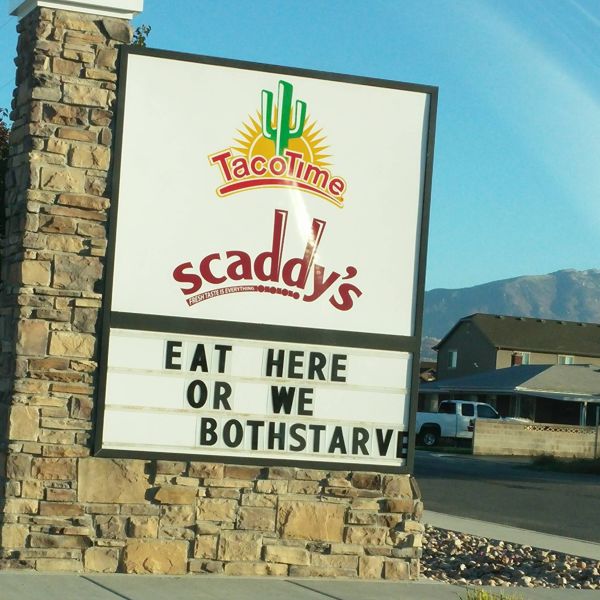 TacoTime
scaddy's
FRESH TASTE IS EVERYTHING.
EAT HERE
OR WE
BOTHSTARVE